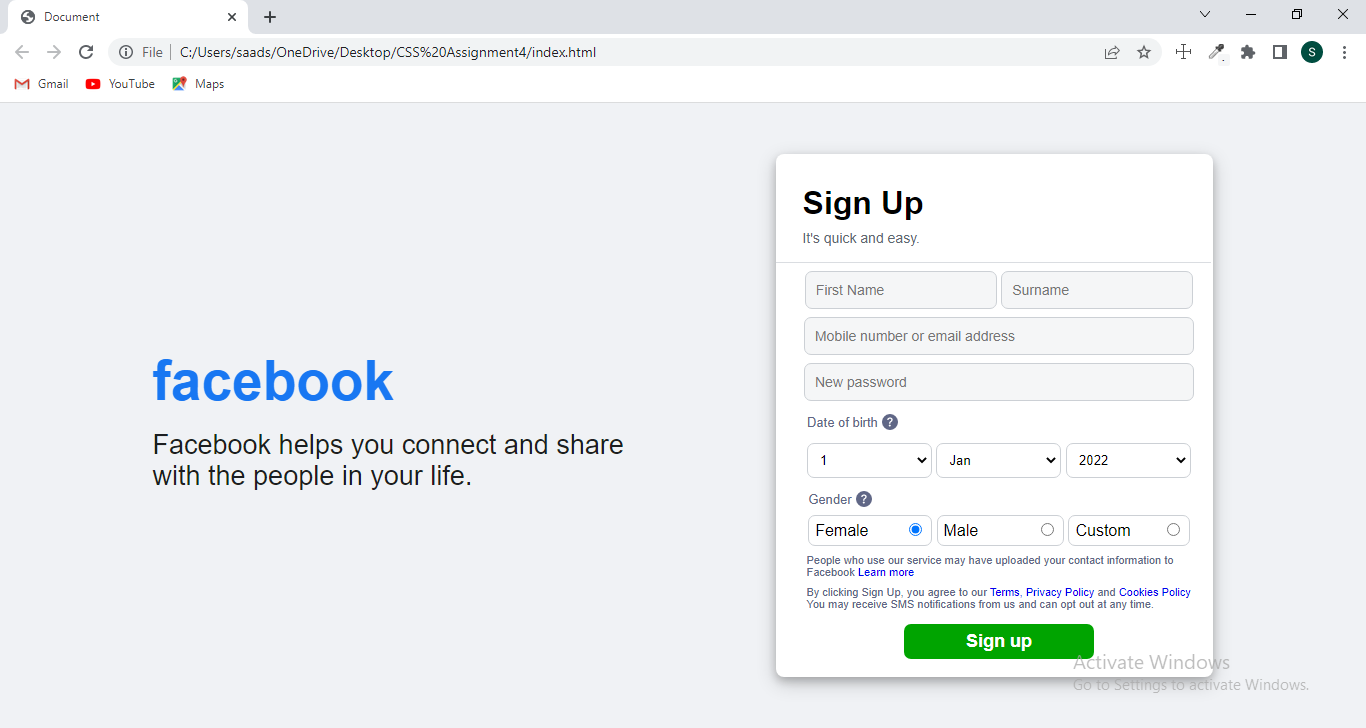 Document
File
C:/Users/saads/OneDrive/Desktop/CSS%20Assignment4/index.html
S
Gmail
YouTube
Maps
facebook
Facebook helps you connect and share
with the people in your life.
Sign Up
It's quick and easy.
First Name
Surname
Mobile number or email address
New password
Date of birth ?
1
Jan
2022
Gender ?
Female
Male
Custom
People who use our service may have uploaded your contact information to
Facebook Learn more
By clicking Sign Up, you agree to our Terms, Privacy Policy and Cookies Policy
You may receive SMS notifications from us and can opt out at any time.
Sign up
Activate Windows
Go to Settings to activate Windows.